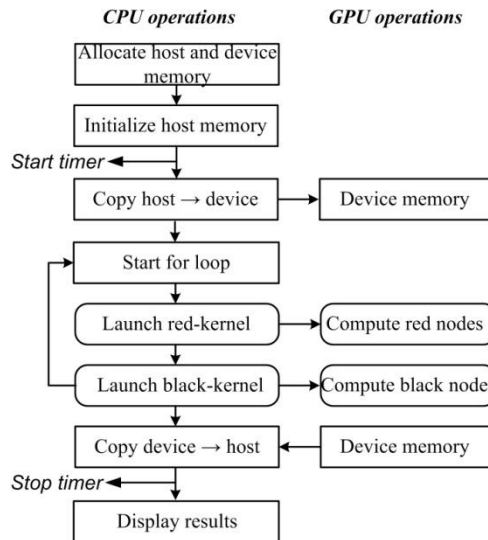 CPU operations
GPU operations
Allocate host and device
memory
Initialize host memory
Start timer
Copy host → device
Device memory
Start for loop
Launch red-kernel
Compute red nodes
Launch black-kernel
Compute black node
Copy device → host
Device memory
Stop timer
Display results